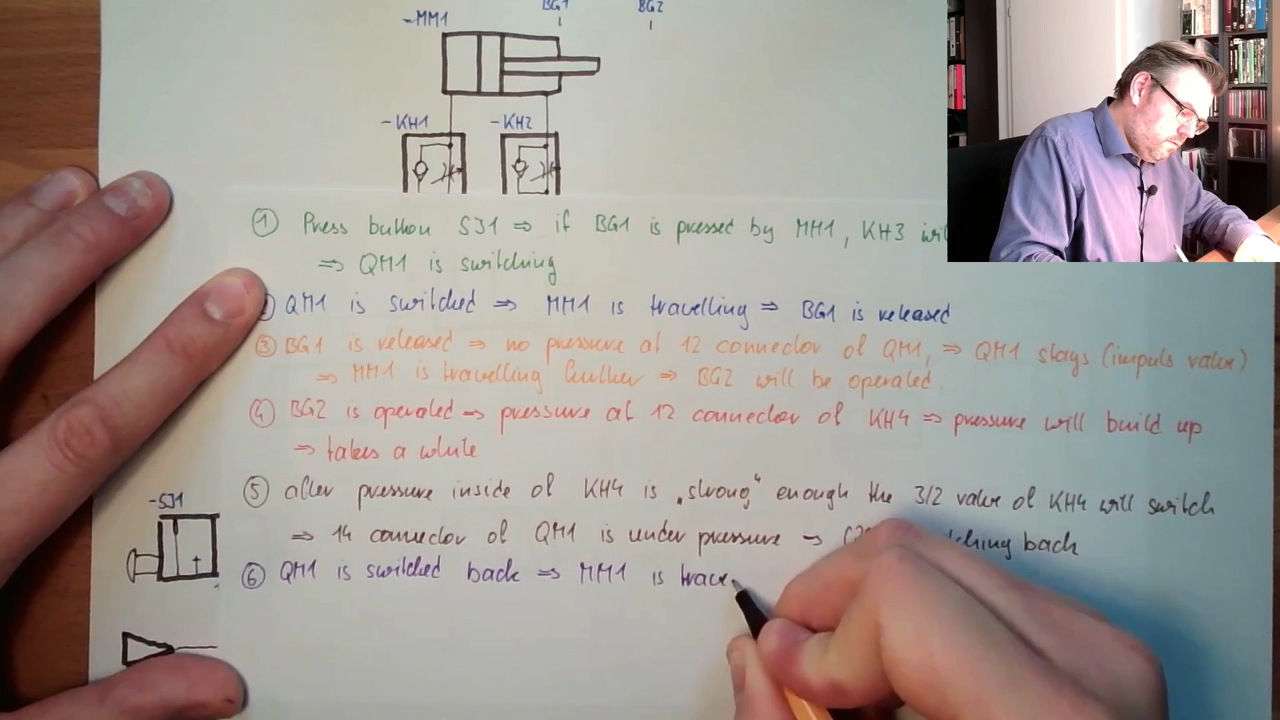 BG1 BG2
-MM1
-KH1 -KH2
① Press button SJ1 ⇒ if BG1 is pressed by MM1, KH3
⇒ QM1 is switching
QM1 is switched ⇒ MM1 is travelling ⇒ BG1 is released
③ BG1 is released ⇒ no pressure at 12 connector of QM1, ⇒ QM1 stays (impuls valve)
⇒ MM1 is travelling further ⇒ BG2 will be operated.
④ BG2 is operated ⇒ pressure at 12 connector of KH4 ⇒ pressure will build up
⇒ takes a while
⑤ after pressure inside of KH4 is „strong“ enough the 3/2 valve of KH4 will switch
-SJ1
⇒ 14 connector of QM1 is under pressure ⇒ back
⑥ QM1 is switched back ⇒ MM1 is trave